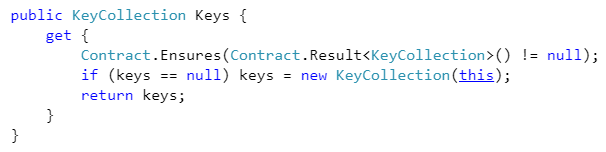 public KeyCollection Keys {
get {
Contract.Ensures(Contract.Result<KeyCollection>() != null);
if (keys == null) keys = new KeyCollection(this);
return keys;
}
}